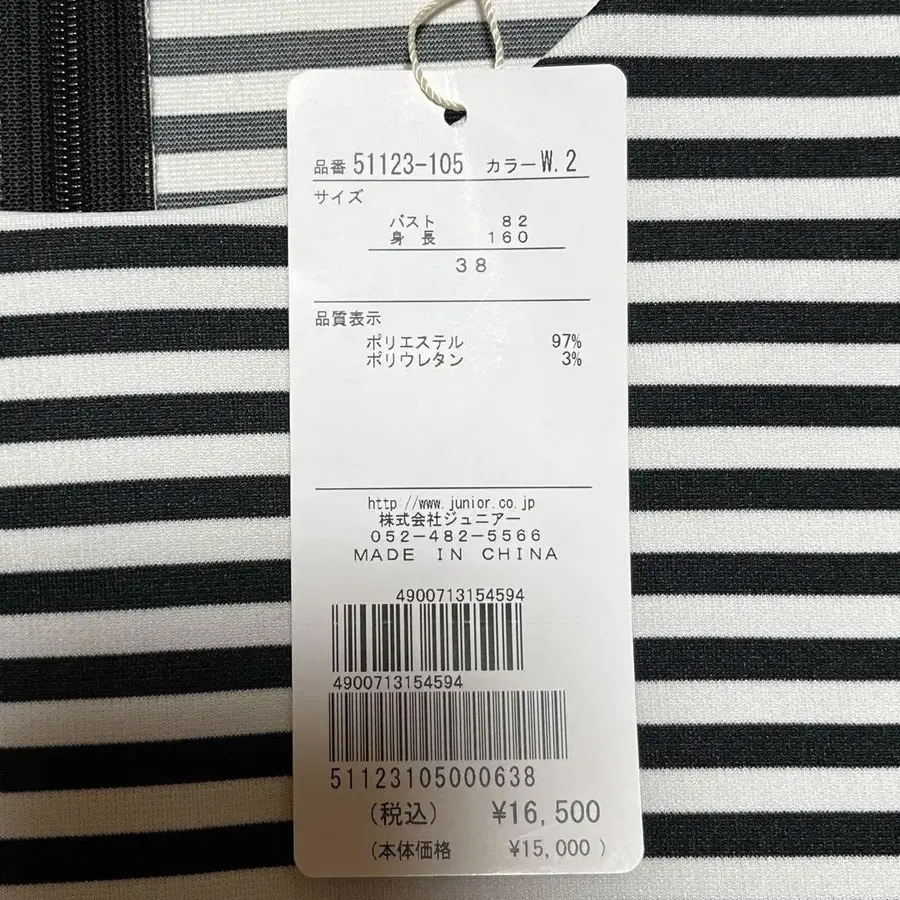 品番 51123-105 カラー W.2
サイズ
バスト 82
身長 160
38
品質表示
ポリエステル 97%
ポリウレタン 3%
http://www.junior.co.jp
株式会社ジュニアー
052-482-5566
MADE IN CHINA
4900713154594
4900713154594
51123105000638
(税込) ¥16,500
(本体価格 ¥15,000)